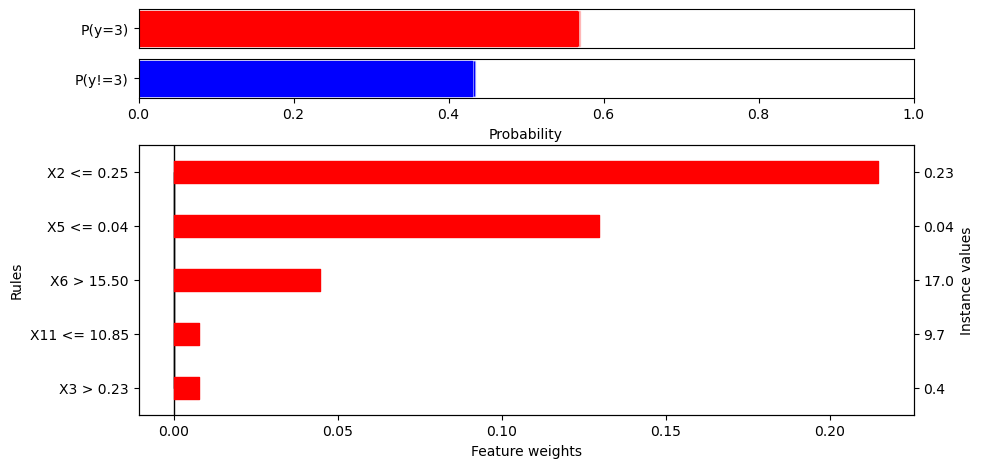 P(y=3)
P(y!=3)
0.0 0.2 0.4 0.6 0.8 1.0
Probability
X2 <= 0.25 0.23
X5 <= 0.04 0.04
X6 > 15.50 17.0
X11 <= 10.85 9.7
X3 > 0.23 0.4
Rules
Instance values
0.00 0.05 0.10 0.15 0.20
Feature weights